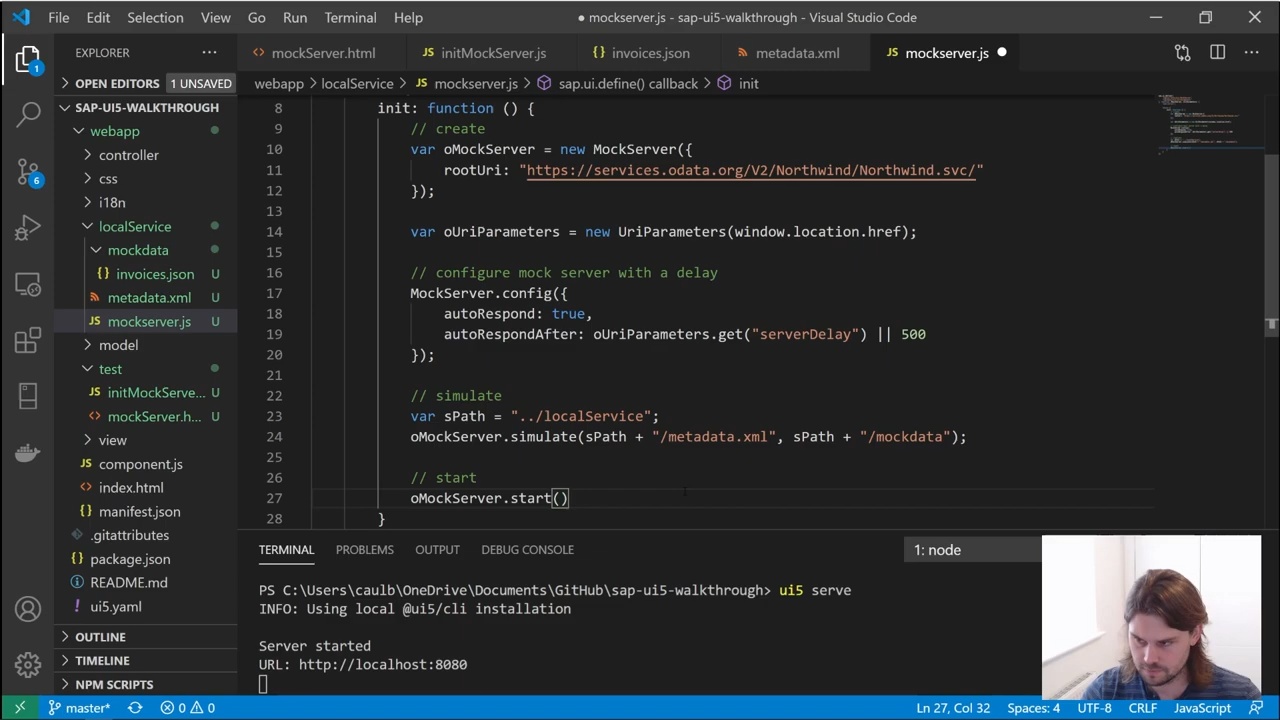 File Edit Selection View Go Run Terminal Help
● mockserver.js - sap-ui5-walkthrough - Visual Studio Code
EXPLORER
mockServer.html
JS initMockServer.js
{} invoices.json
metadata.xml
JS mockserver.js
OPEN EDITORS 1 UNSAVED
webapp > localService > JS mockserver.js > sap.ui.define() callback > init
SAP-UI5-WALKTHROUGH
webapp
controller
css
i18n
localService
mockdata
{} invoices.json U
metadata.xml U
JS mockserver.js U
model
test
JS initMockServe... U
mockServer.h... U
view
JS component.js
index.html
{} manifest.json
.gitattributes
{} package.json
README.md
ui5.yaml
OUTLINE
TIMELINE
NPM SCRIPTS
1
6
8 init: function () {
9 // create
10 var oMockServer = new MockServer({
11 rootUri: "https://services.odata.org/V2/Northwind/Northwind.svc/"
12 });
13
14 var oUriParameters = new UriParameters(window.location.href);
15
16 // configure mock server with a delay
17 MockServer.config({
18 autoRespond: true,
19 autoRespondAfter: oUriParameters.get("serverDelay") || 500
20 });
21
22 // simulate
23 var sPath = "../localService";
24 oMockServer.simulate(sPath + "/metadata.xml", sPath + "/mockdata");
25
26 // start
27 oMockServer.start()
28 }
TERMINAL PROBLEMS OUTPUT DEBUG CONSOLE
1: node
PS C:\Users\caulb\OneDrive\Documents\GitHub\sap-ui5-walkthrough> ui5 serve
INFO: Using local @ui5/cli installation
Server started
URL: http://localhost:8080
master* 0 0
Ln 27, Col 32 Spaces: 4 UTF-8 CRLF JavaScript